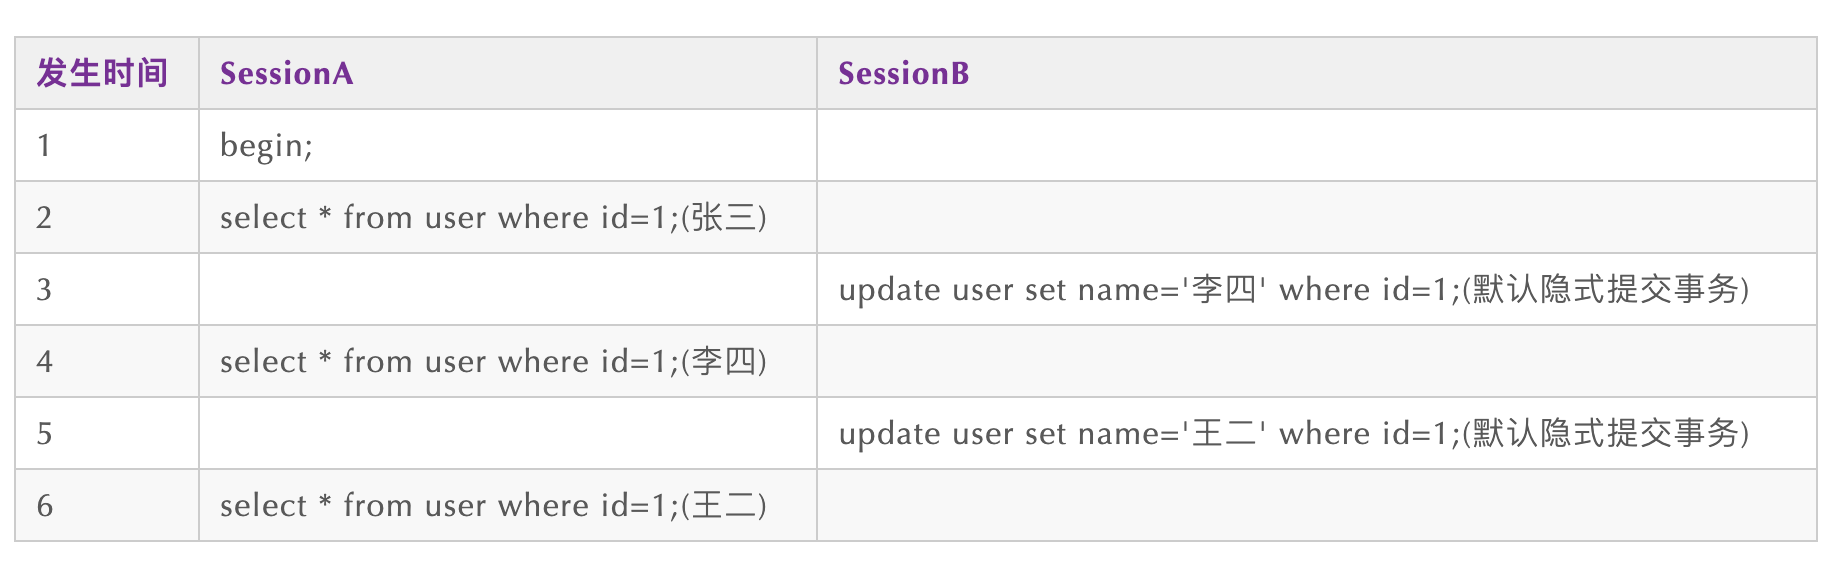 发生时间 SessionA SessionB
1 begin;
2 select * from user where id=1;(张三)
3 update user set name='李四' where id=1;(默认隐式提交事务)
4 select * from user where id=1;(李四)
5 update user set name='王二' where id=1;(默认隐式提交事务)
6 select * from user where id=1;(王二)